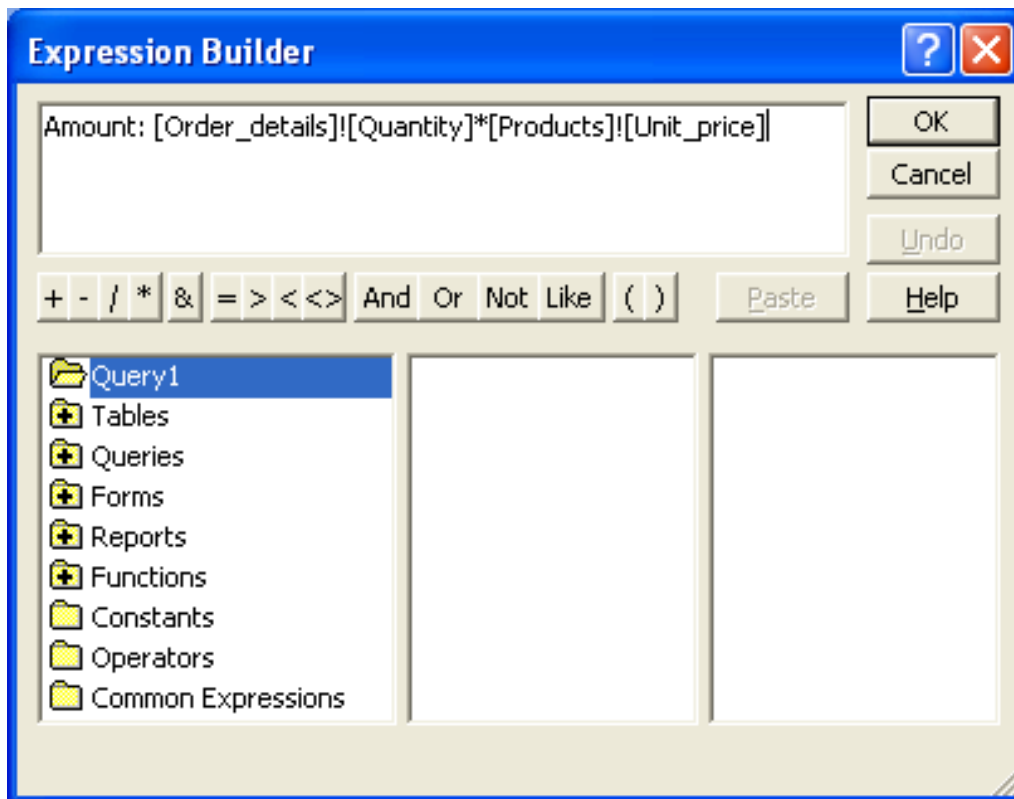 Expression Builder
Amount: [Order_details]![Quantity]*[Products]![Unit_price]
OK
Cancel
Undo
+ - / * & = > < <> And Or Not Like ( ) Paste Help
Query1
Tables
Queries
Forms
Reports
Functions
Constants
Operators
Common Expressions